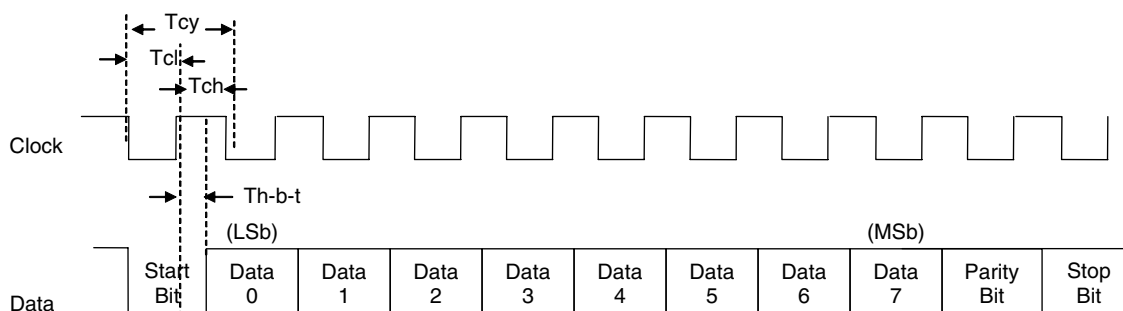 Tcy
Tcl
Tch
Clock
Th-b-t
(LSb) (MSb)
Start Data Data Data Data Data Data Data Data Parity Stop
Bit 0 1 2 3 4 5 6 7 Bit Bit
Data